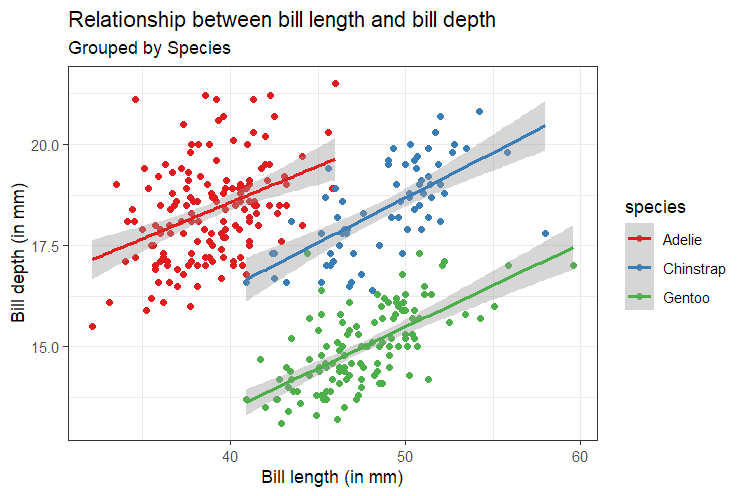 Relationship between bill length and bill depth
Grouped by Species
20.0
17.5
15.0
Bill depth (in mm)
40
50
60
Bill length (in mm)
species
Adelie
Chinstrap
Gentoo